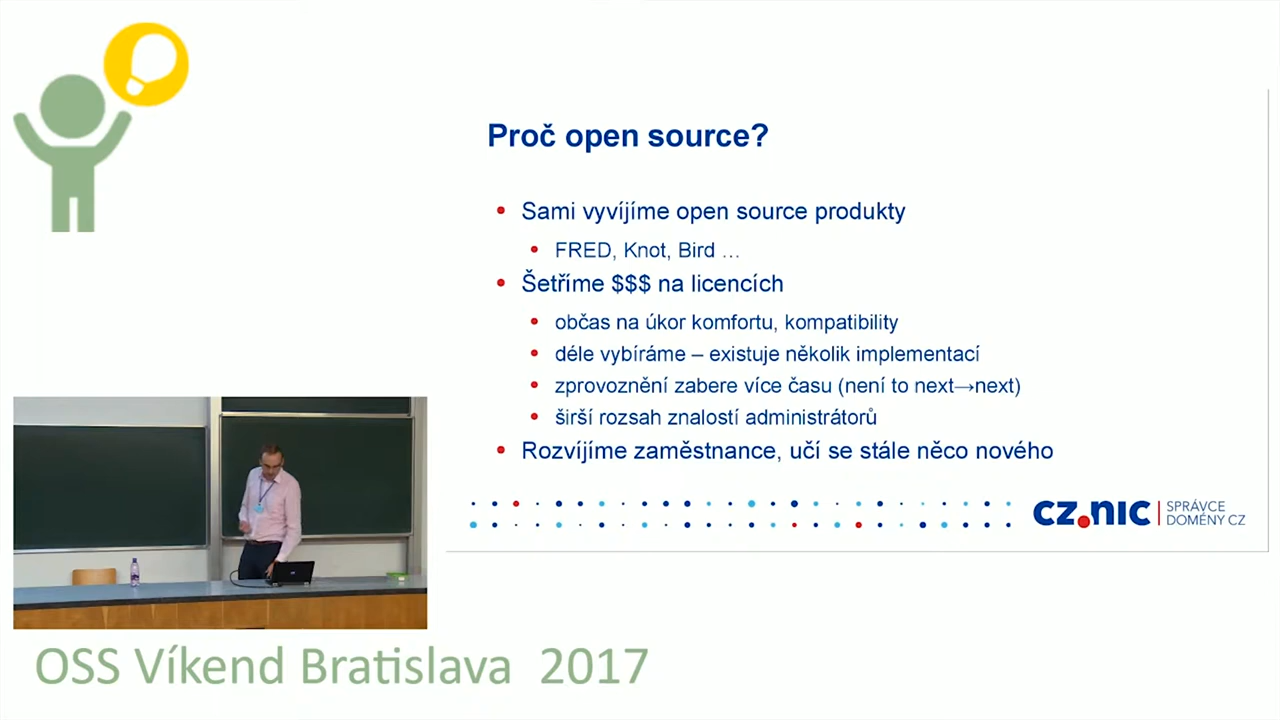 Proč open source?
Sami vyvíjíme open source produkty
FRED, Knot, Bird ...
Šetříme $$$ na licencích
občas na úkor komfortu, kompatibility
déle vybíráme – existuje několik implementací
zprovoznění zabere více času (není to next→next)
širší rozsah znalostí administrátorů
Rozvíjíme zaměstnance, učí se stále něco nového
CZ.NIC
SPRÁVCE
DOMÉNY CZ
OSS Víkend Bratislava 2017